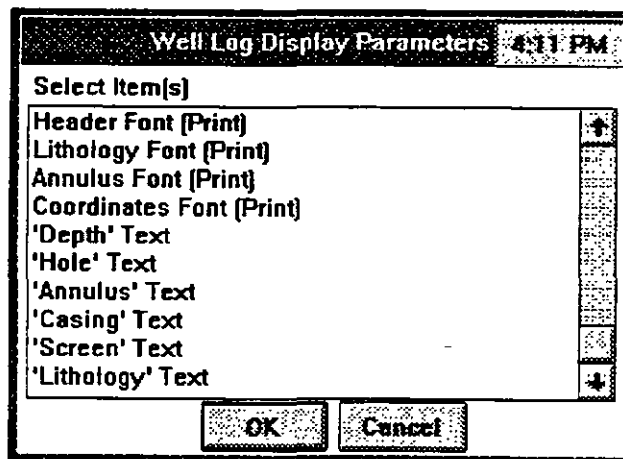 Well Log Display Parameters 4:11 PM
Select Item(s)
Header Font (Print)
Lithology Font (Print)
Annulus Font (Print)
Coordinates Font (Print)
'Depth' Text
'Hole' Text
'Annulus' Text
'Casing' Text
'Screen' Text
'Lithology' Text
OK Cancel